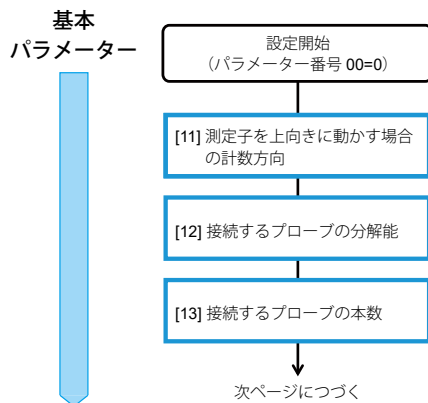 基本
パラメーター
設定開始
（パラメーター番号 00=0）
[11] 測定子を上向きに動かす場合
の計数方向
[12] 接続するプローブの分解能
[13] 接続するプローブの本数
次ページにつづく